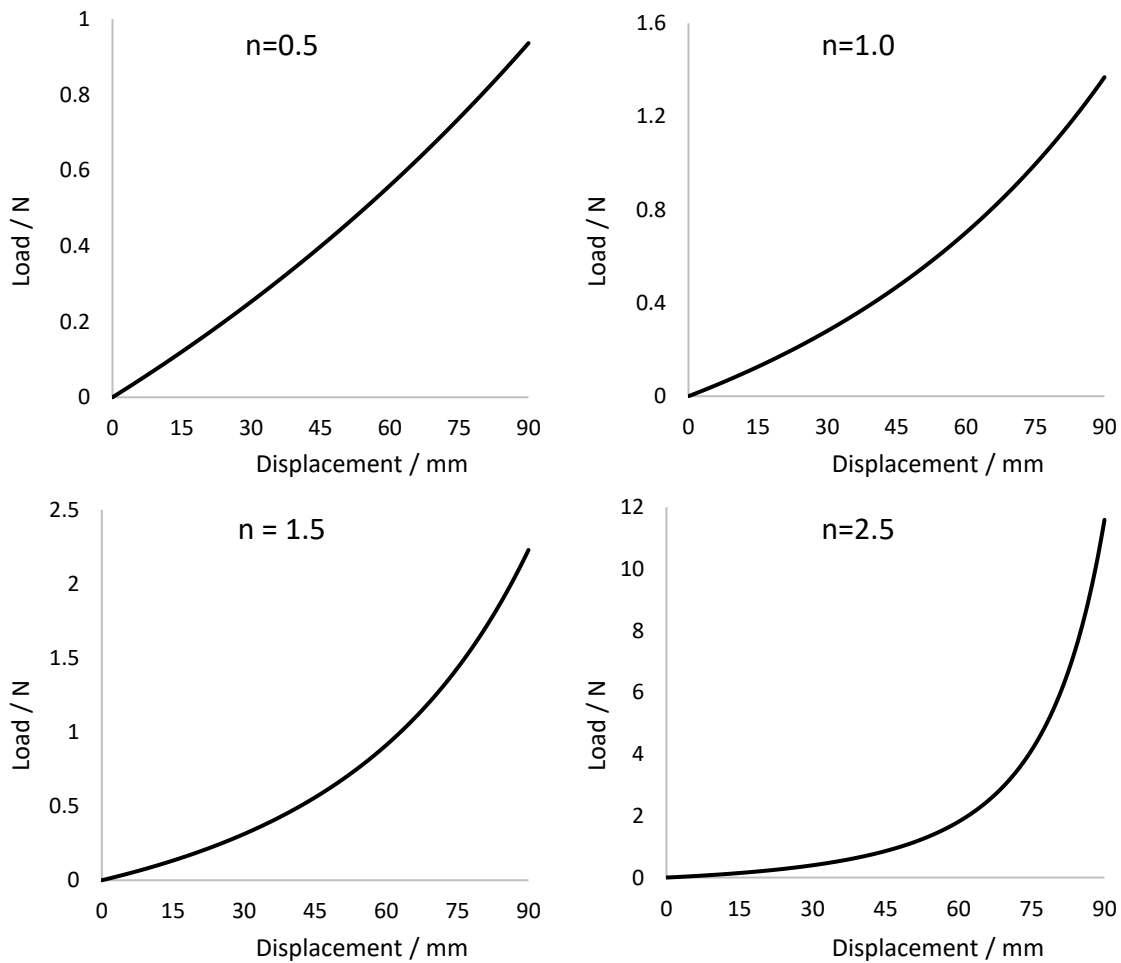 n=0.5
1
0.8
0.6
0.4
0.2
0
0 15 30 45 60 75 90
Load / N
Displacement / mm
n=1.0
1.6
1.2
0.8
0.4
0
0 15 30 45 60 75 90
Load / N
Displacement / mm
n = 1.5
2.5
2
1.5
1
0.5
0
0 15 30 45 60 75 90
Load / N
Displacement / mm
n=2.5
12
10
8
6
4
2
0
0 15 30 45 60 75 90
Load / N
Displacement / mm